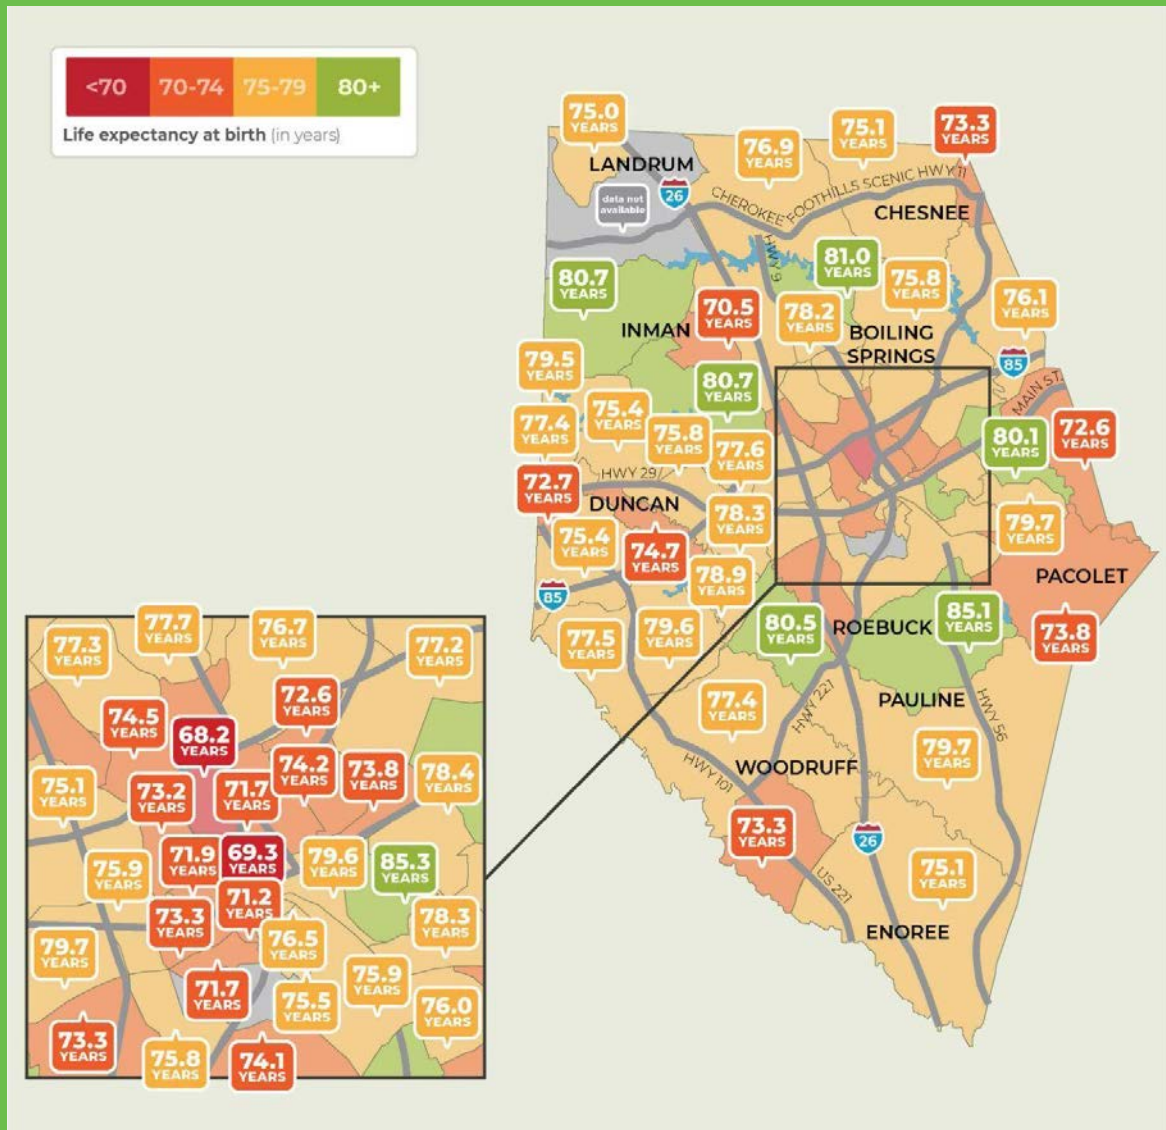 <70
70-74
75-79
80+
Life expectancy at birth (in years)
75.0
YEARS
LANDRUM
data not
available
26
76.9
YEARS
75.1
YEARS
73.3
YEARS
CHEROKEE FOOTHILLS SCENIC HWY 11
CHESNEE
HWY 9
80.7
YEARS
81.0
YEARS
75.8
YEARS
76.1
YEARS
INMAN
70.5
YEARS
78.2
YEARS
BOILING
SPRINGS
85
79.5
YEARS
80.7
YEARS
MAIN ST.
77.4
YEARS
75.4
YEARS
75.8
YEARS
77.6
YEARS
80.1
YEARS
72.6
YEARS
HWY 29
72.7
YEARS
DUNCAN
78.3
YEARS
79.7
YEARS
75.4
YEARS
74.7
YEARS
78.9
YEARS
PACOLET
85
77.5
YEARS
79.6
YEARS
80.5
YEARS
ROEBUCK
85.1
YEARS
73.8
YEARS
77.4
YEARS
HWY 221
PAULINE
HWY 56
HWY 101
WOODRUFF
79.7
YEARS
73.3
YEARS
26
US 221
75.1
YEARS
ENOREE
77.3
YEARS
77.7
YEARS
76.7
YEARS
77.2
YEARS
74.5
YEARS
68.2
YEARS
72.6
YEARS
75.1
YEARS
73.2
YEARS
71.7
YEARS
74.2
YEARS
73.8
YEARS
78.4
YEARS
75.9
YEARS
71.9
YEARS
69.3
YEARS
79.6
YEARS
85.3
YEARS
73.3
YEARS
71.2
YEARS
76.5
YEARS
78.3
YEARS
79.7
YEARS
71.7
YEARS
75.5
YEARS
75.9
YEARS
76.0
YEARS
73.3
YEARS
75.8
YEARS
74.1
YEARS